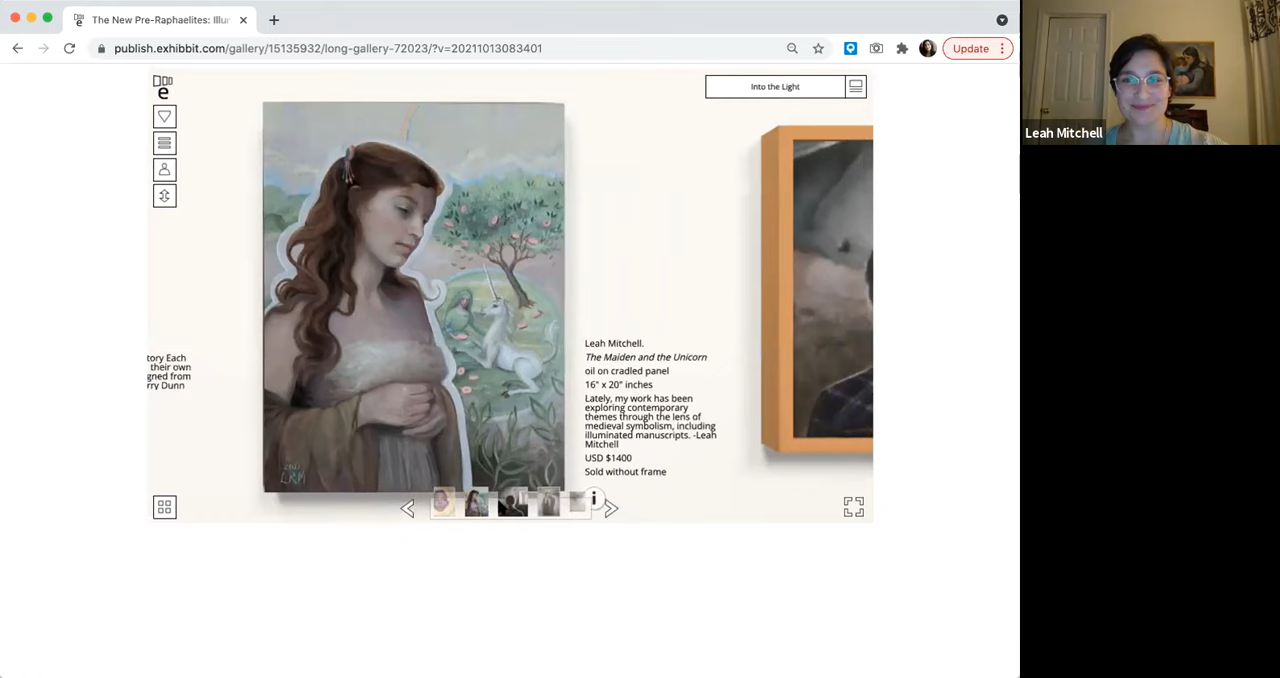 The New Pre-Raphaelites: Illur
publish.exhibbit.com/gallery/15135932/long-gallery-72023/?v=20211013083401
Update
e
Into the Light
tory Each
their own
gned from
rry Dunn
2021
LRM
Leah Mitchell.
The Maiden and the Unicorn
oil on cradled panel
16" x 20" inches
Lately, my work has been
exploring contemporary
themes through the lens of
medieval symbolism, including
illuminated manuscripts. -Leah
Mitchell
USD $1400
Sold without frame
i
Leah Mitchell